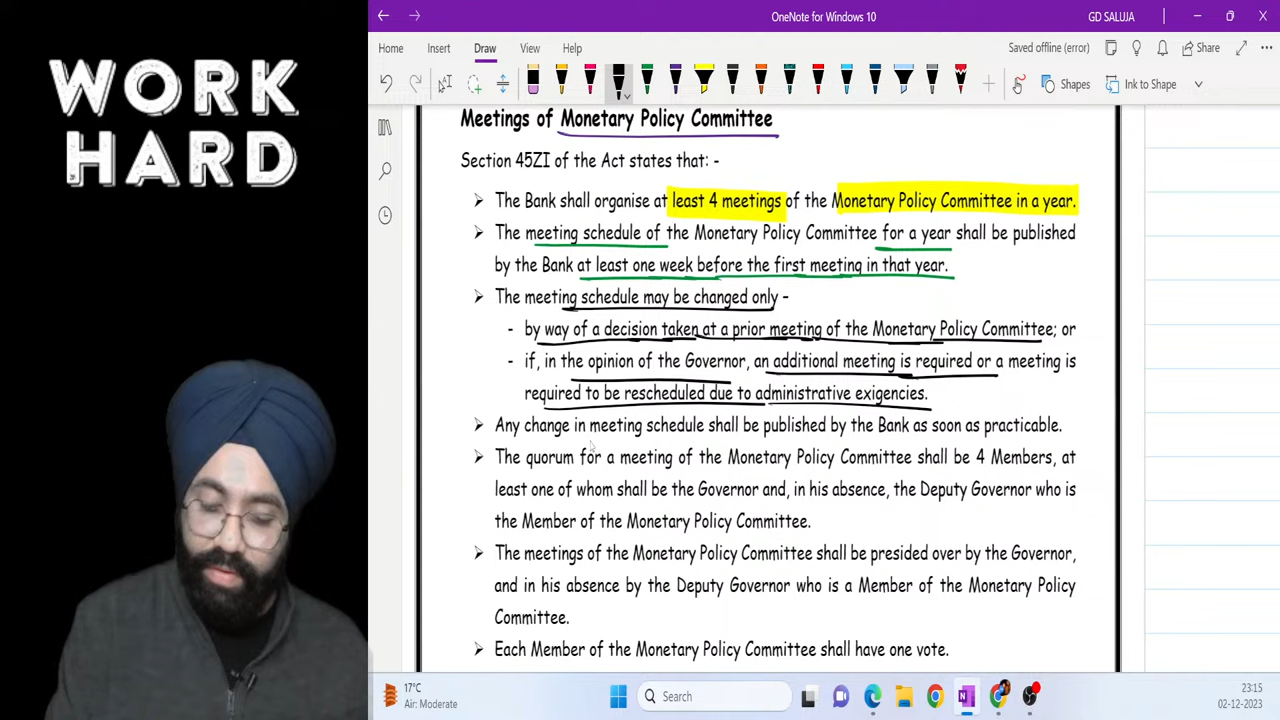 WORK
HARD
OneNote for Windows 10
GD SALUJA
Home
Insert
Draw
View
Help
Saved offline (error)
Share
Shapes
Ink to Shape
Meetings of Monetary Policy Committee
Section 45ZI of the Act states that: -
➢ The Bank shall organise at least 4 meetings of the Monetary Policy Committee in a year.
➢ The meeting schedule of the Monetary Policy Committee for a year shall be published
by the Bank at least one week before the first meeting in that year.
➢ The meeting schedule may be changed only –
- by way of a decision taken at a prior meeting of the Monetary Policy Committee; or
- if, in the opinion of the Governor, an additional meeting is required or a meeting is
required to be rescheduled due to administrative exigencies.
➢ Any change in meeting schedule shall be published by the Bank as soon as practicable.
➢ The quorum for a meeting of the Monetary Policy Committee shall be 4 Members, at
least one of whom shall be the Governor and, in his absence, the Deputy Governor who is
the Member of the Monetary Policy Committee.
➢ The meetings of the Monetary Policy Committee shall be presided over by the Governor,
and in his absence by the Deputy Governor who is a Member of the Monetary Policy
Committee.
➢ Each Member of the Monetary Policy Committee shall have one vote.
17°C
Air: Moderate
Search
23:15
02-12-2023